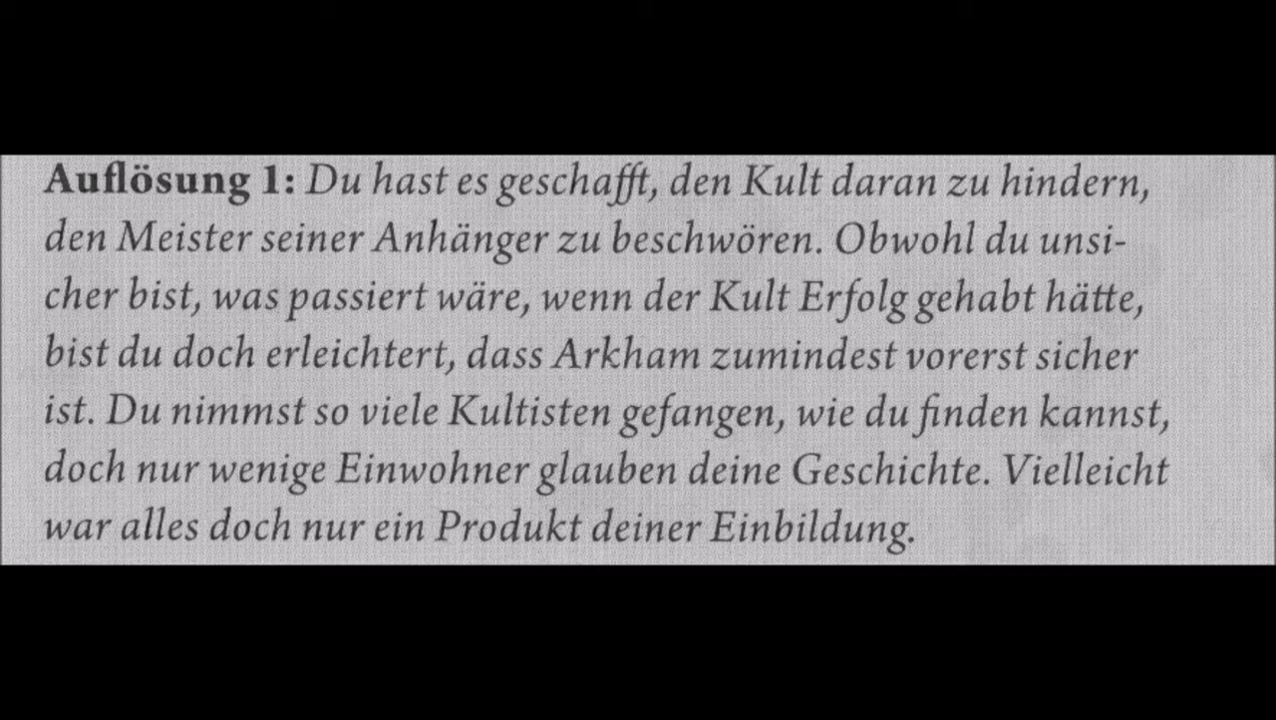 Auflösung 1: Du hast es geschafft, den Kult daran zu hindern,
den Meister seiner Anhänger zu beschwören. Obwohl du unsi-
cher bist, was passiert wäre, wenn der Kult Erfolg gehabt hätte,
bist du doch erleichtert, dass Arkham zumindest vorerst sicher
ist. Du nimmst so viele Kultisten gefangen, wie du finden kannst,
doch nur wenige Einwohner glauben deine Geschichte. Vielleicht
war alles doch nur ein Produkt deiner Einbildung.